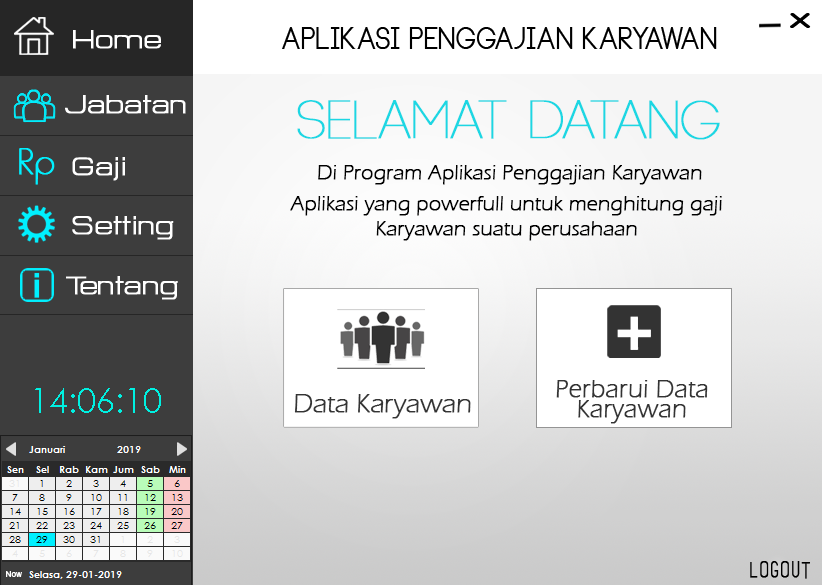 Home
Jabatan
Rp Gaji
Setting
Tentang
14:06:10
Januari 2019
Sen Sel Rab Kam Jum Sab Min
31 1 2 3 4 5 6
7 8 9 10 11 12 13
14 15 16 17 18 19 20
21 22 23 24 25 26 27
28 29 30 31 1 2 3
4 5 6 7 8 9 10
Now Selasa, 29-01-2019
APLIKASI PENGGAJIAN KARYAWAN
SELAMAT DATANG
Di Program Aplikasi Penggajian Karyawan
Aplikasi yang powerfull untuk menghitung gaji
Karyawan suatu perusahaan
Data Karyawan
Perbarui Data
Karyawan
LOGOUT